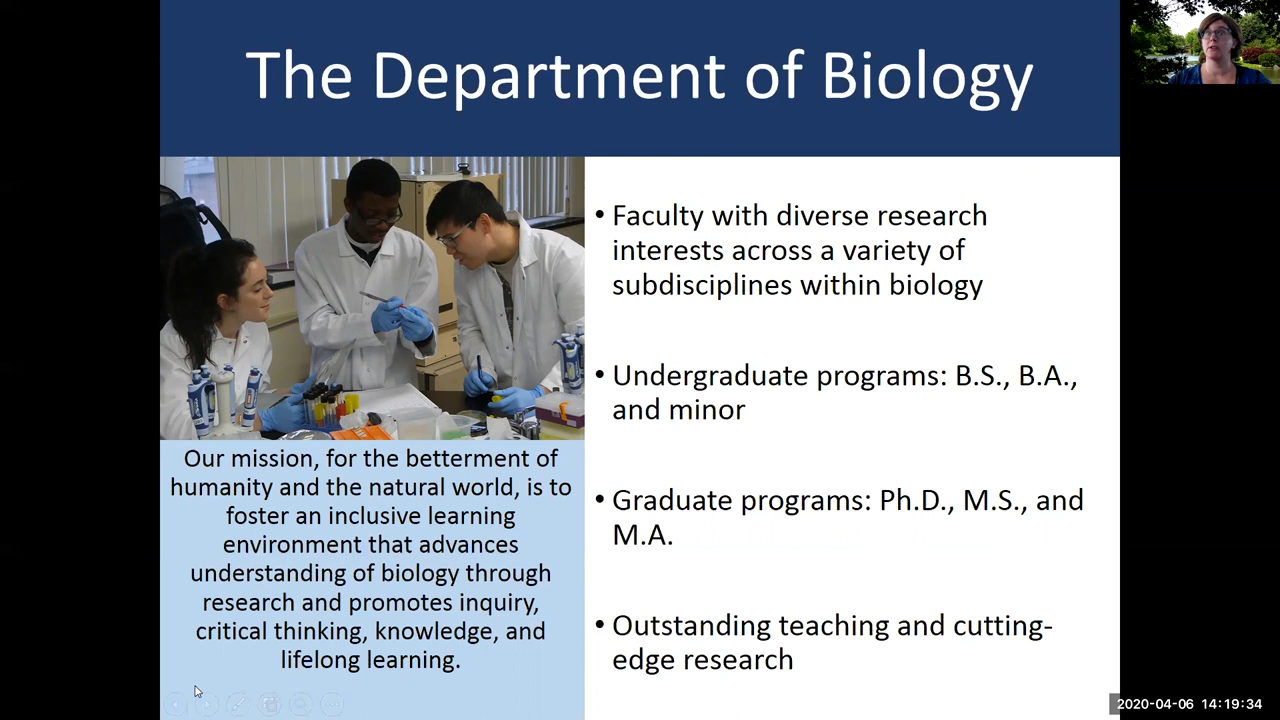 The Department of Biology
Our mission, for the betterment of
humanity and the natural world, is to
foster an inclusive learning
environment that advances
understanding of biology through
research and promotes inquiry,
critical thinking, knowledge, and
lifelong learning.
• Faculty with diverse research
interests across a variety of
subdisciplines within biology
• Undergraduate programs: B.S., B.A.,
and minor
• Graduate programs: Ph.D., M.S., and
M.A.
• Outstanding teaching and cutting-
edge research
2020-04-06 14:19:34